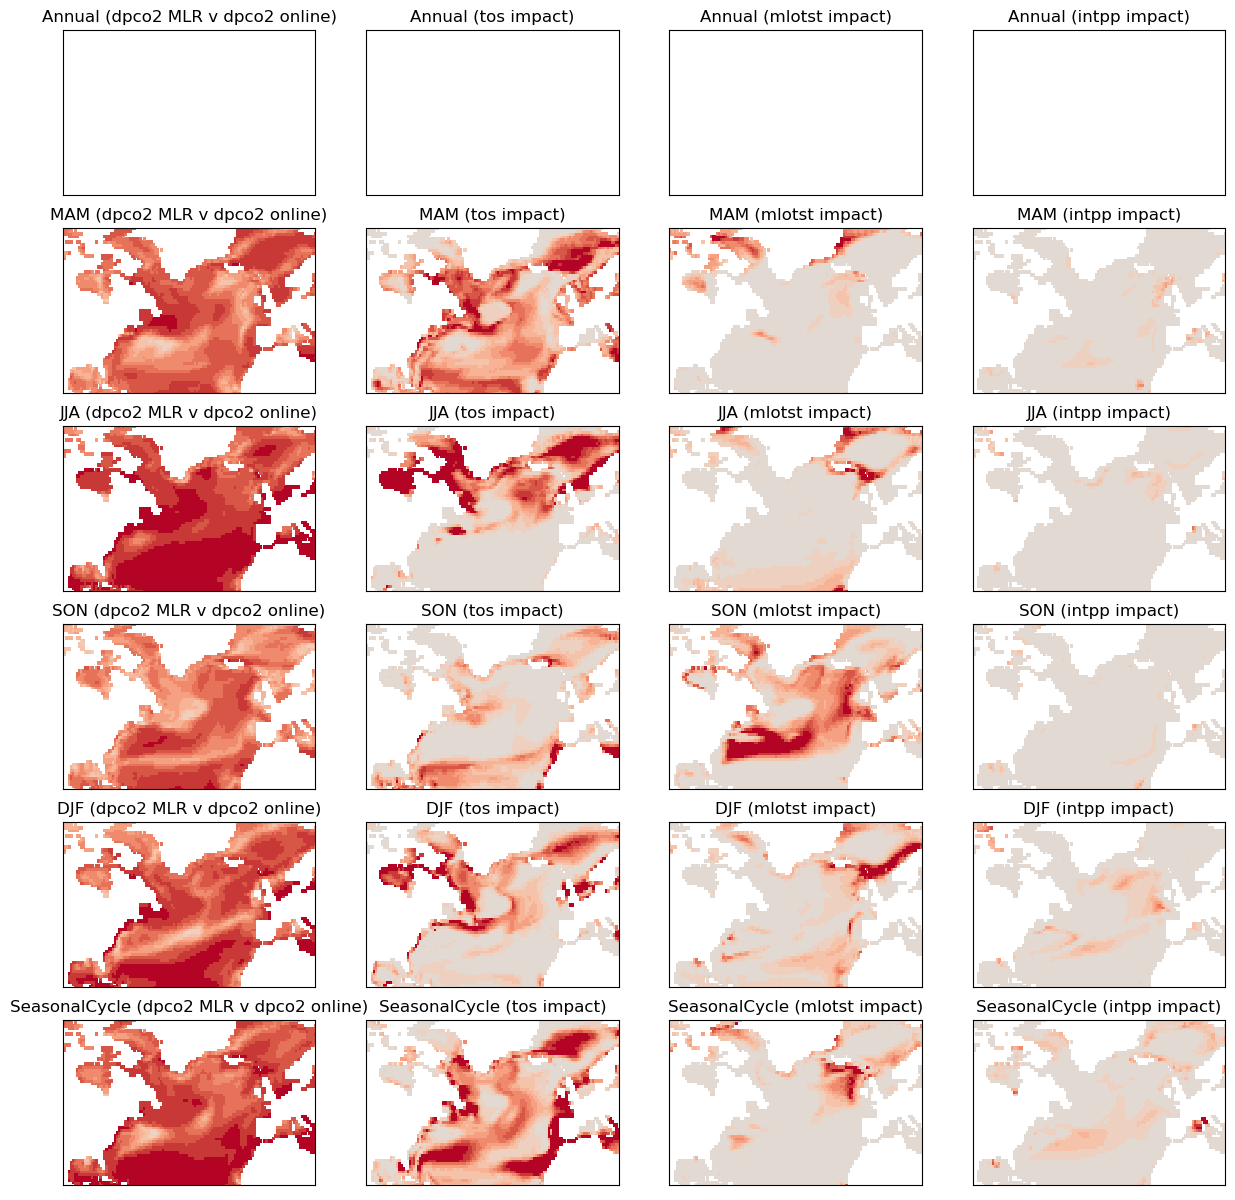 Annual (dpco2 MLR v dpco2 online)
Annual (tos impact)
Annual (mlotst impact)
Annual (intpp impact)
MAM (dpco2 MLR v dpco2 online)
MAM (tos impact)
MAM (mlotst impact)
MAM (intpp impact)
JJA (dpco2 MLR v dpco2 online)
JJA (tos impact)
JJA (mlotst impact)
JJA (intpp impact)
SON (dpco2 MLR v dpco2 online)
SON (tos impact)
SON (mlotst impact)
SON (intpp impact)
DJF (dpco2 MLR v dpco2 online)
DJF (tos impact)
DJF (mlotst impact)
DJF (intpp impact)
SeasonalCycle (dpco2 MLR v dpco2 online)
SeasonalCycle (tos impact)
SeasonalCycle (mlotst impact)
SeasonalCycle (intpp impact)